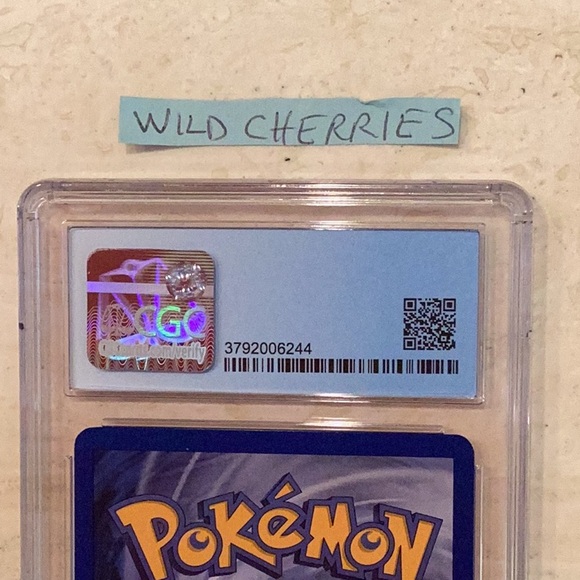 WILD CHERRIES
CGC
3792006244
POKéMON